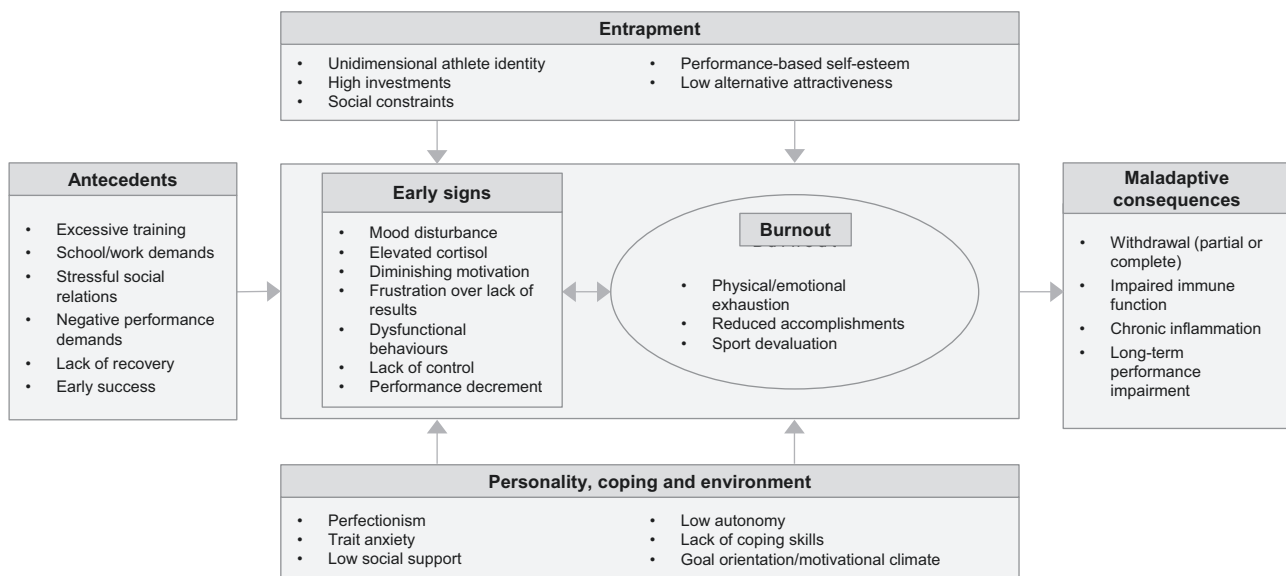 Entrapment
• Unidimensional athlete identity
• High investments
• Social constraints
• Performance-based self-esteem
• Low alternative attractiveness
Antecedents
• Excessive training
• School/work demands
• Stressful social
relations
• Negative performance
demands
• Lack of recovery
• Early success
Early signs
• Mood disturbance
• Elevated cortisol
• Diminishing motivation
• Frustration over lack of
results
• Dysfunctional
behaviours
• Lack of control
• Performance decrement
Burnout
• Physical/emotional
exhaustion
• Reduced accomplishments
• Sport devaluation
Maladaptive
consequences
• Withdrawal (partial or
complete)
• Impaired immune
function
• Chronic inflammation
• Long-term
performance
impairment
Personality, coping and environment
• Perfectionism
• Trait anxiety
• Low social support
• Low autonomy
• Lack of coping skills
• Goal orientation/motivational climate